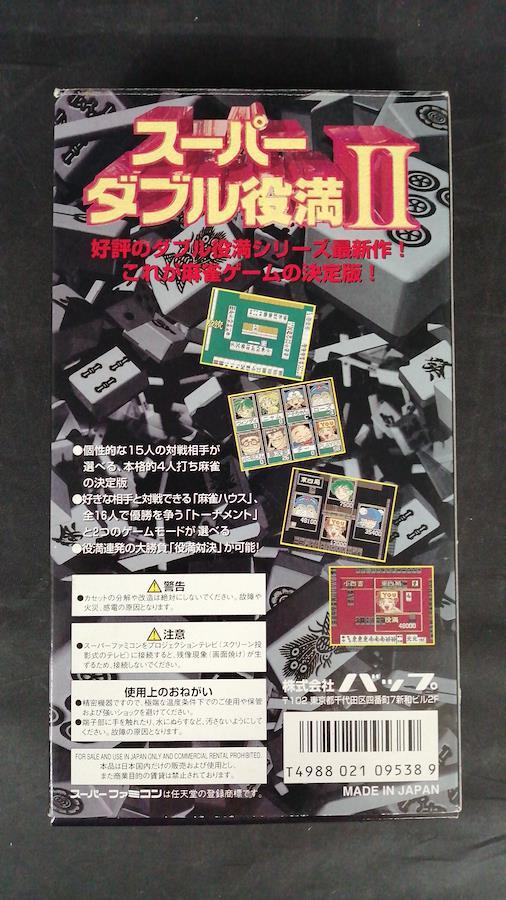 スーパー
ダブル役満II
好評のダブル役満シリーズ最新作！
これが麻雀ゲームの決定版！
●個性的な15人の対戦相手が
選べる、本格的4人打ち麻雀
の決定版
●好きな相手と対戦できる「麻雀ハウス」、
全16人で優勝を争う「トーナメント」
と2つのゲームモードが選べる
●役満連発の大勝負「役満対決」が可能!
東四局
48100
35400
YOU
役満
48000
警告
●カセットの分解や改造は絶対にしないでください。故障や
火災、感電の原因となります。
注意
●スーパーファミコンをプロジェクションテレビ(スクリーン投
影式のテレビ)に接続すると、残像現象(画面焼け)が生
ずるため、接続しないでください。
使用上のおねがい
●精密機器ですので、極端な温度条件下でのご使用や保管
および強いショックを避けてください。
●端子部に手を触れたり、水にぬらすなど、汚さないようにして
ください。故障の原因となります。
FOR SALE AND USE IN JAPAN ONLY AND COMMERCIAL RENTAL PROHIBITED.
本品は日本国内だけの販売および使用とし、
また商業目的の賃貸は禁止されております。
スーパーファミコンは任天堂の登録商標です。
株式会社 バップ
〒102 東京都千代田区四番町7新和ビル2F
T4988 021 09538 9
MADE IN JAPAN